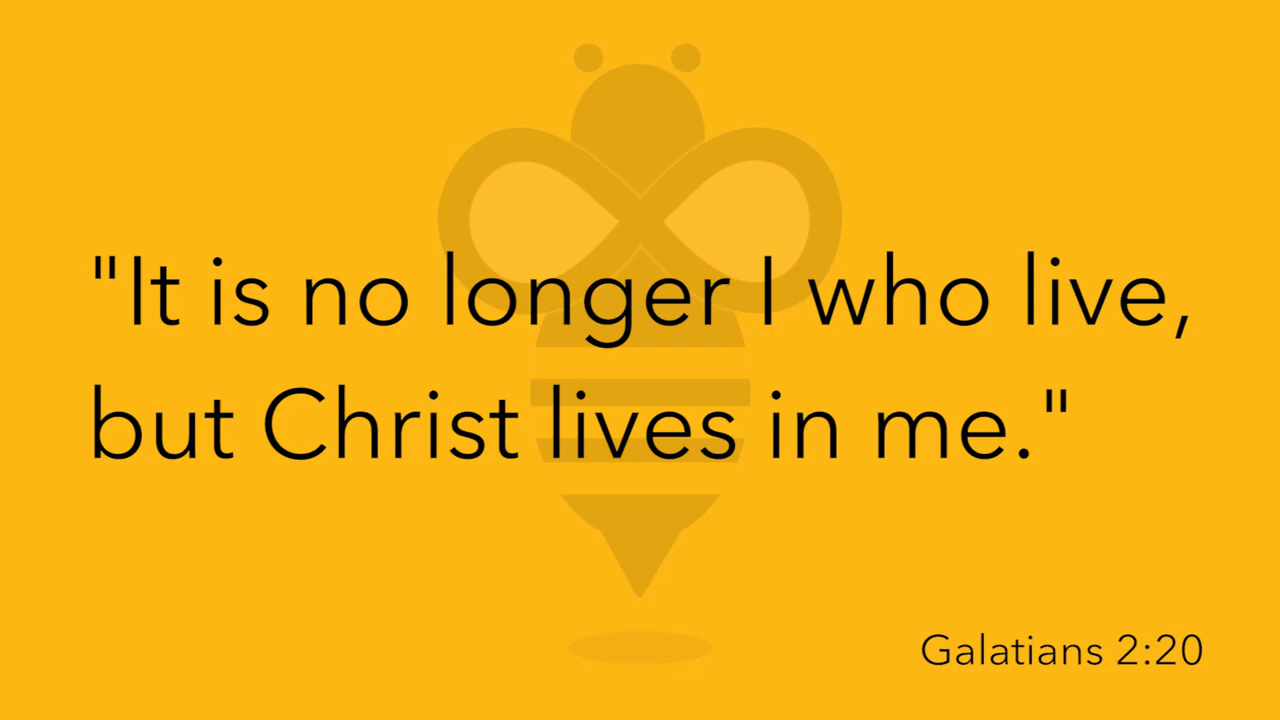 "It is no longer I who live,
but Christ lives in me."
Galatians 2:20